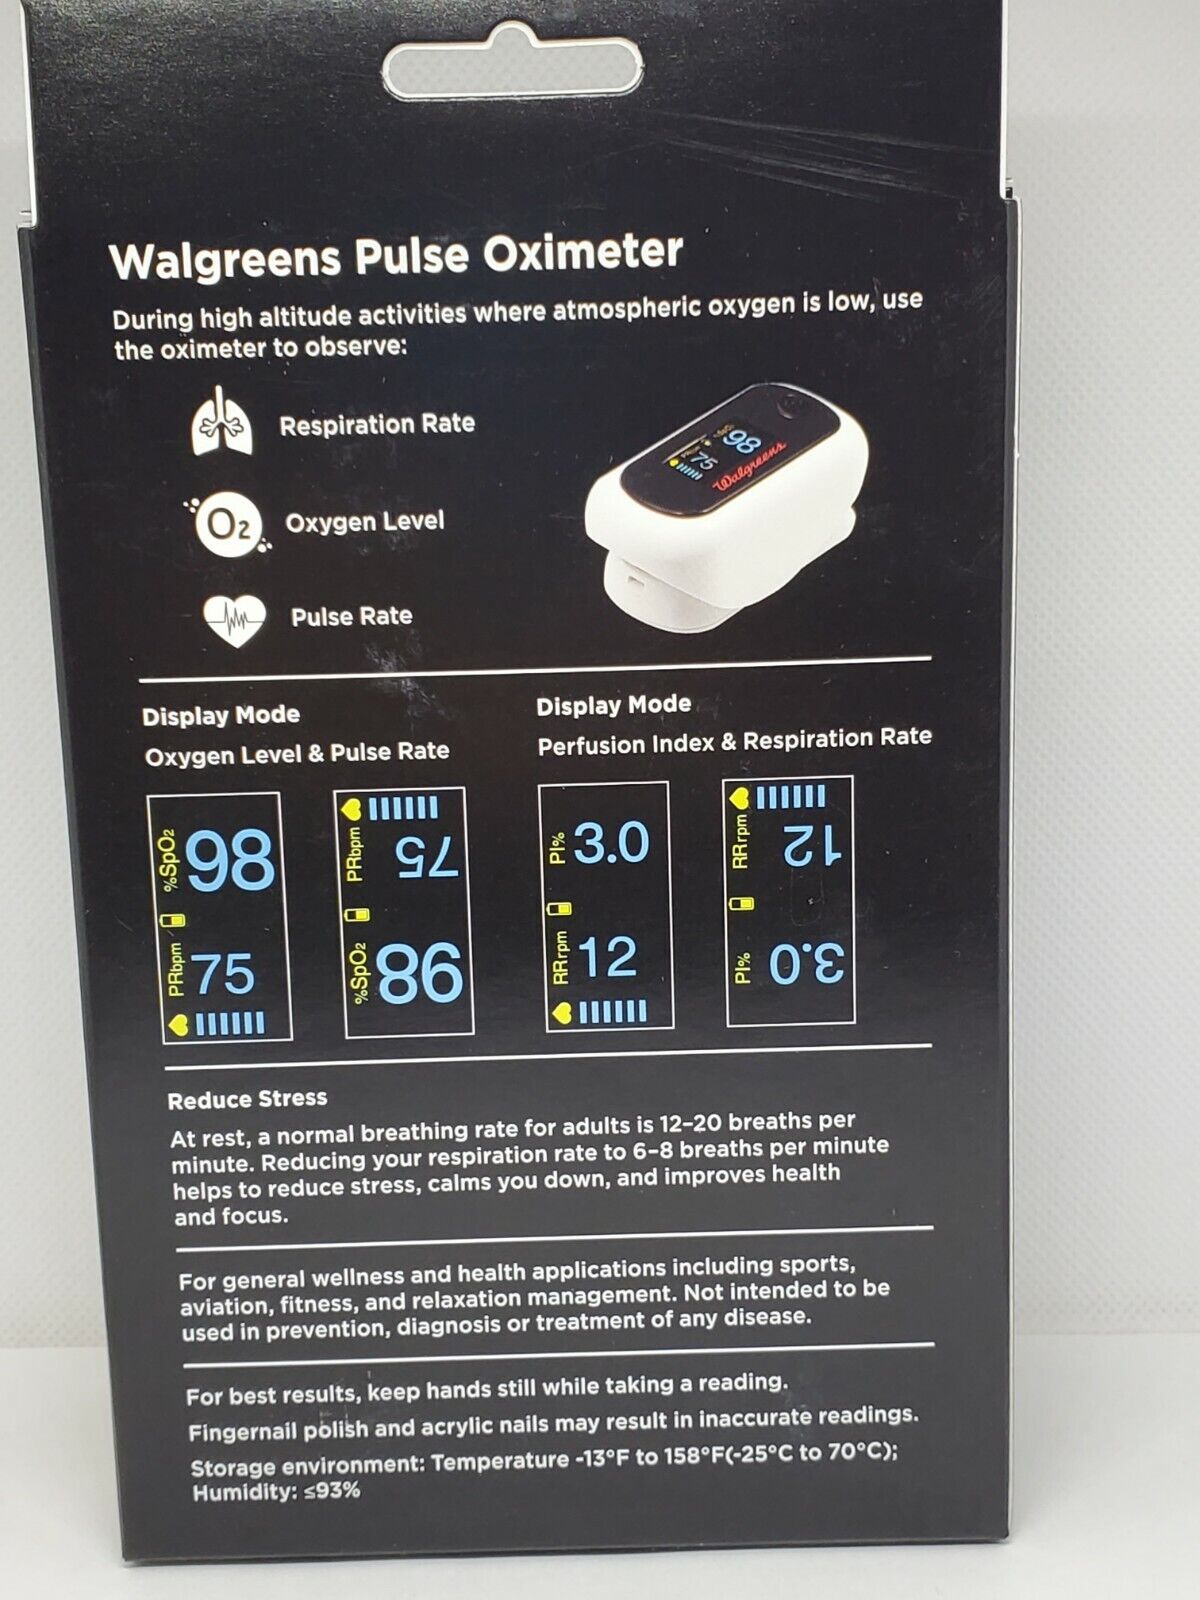 Walgreens Pulse Oximeter
During high altitude activities where atmospheric oxygen is low, use
the oximeter to observe:
Respiration Rate
O2
Oxygen Level
Pulse Rate
%SpO2
98
PRbpm
75
Walgreens
Display Mode
Oxygen Level & Pulse Rate
%SpO2
98
PRbpm
75
PRbpm
75
%SpO2
98
Display Mode
Perfusion Index & Respiration Rate
PI%
3.0
RRrpm
12
RRrpm
12
PI%
3.0
Reduce Stress
At rest, a normal breathing rate for adults is 12–20 breaths per
minute. Reducing your respiration rate to 6–8 breaths per minute
helps to reduce stress, calms you down, and improves health
and focus.
For general wellness and health applications including sports,
aviation, fitness, and relaxation management. Not intended to be
used in prevention, diagnosis or treatment of any disease.
For best results, keep hands still while taking a reading.
Fingernail polish and acrylic nails may result in inaccurate readings.
Storage environment: Temperature -13°F to 158°F(-25°C to 70°C);
Humidity: ≤93%